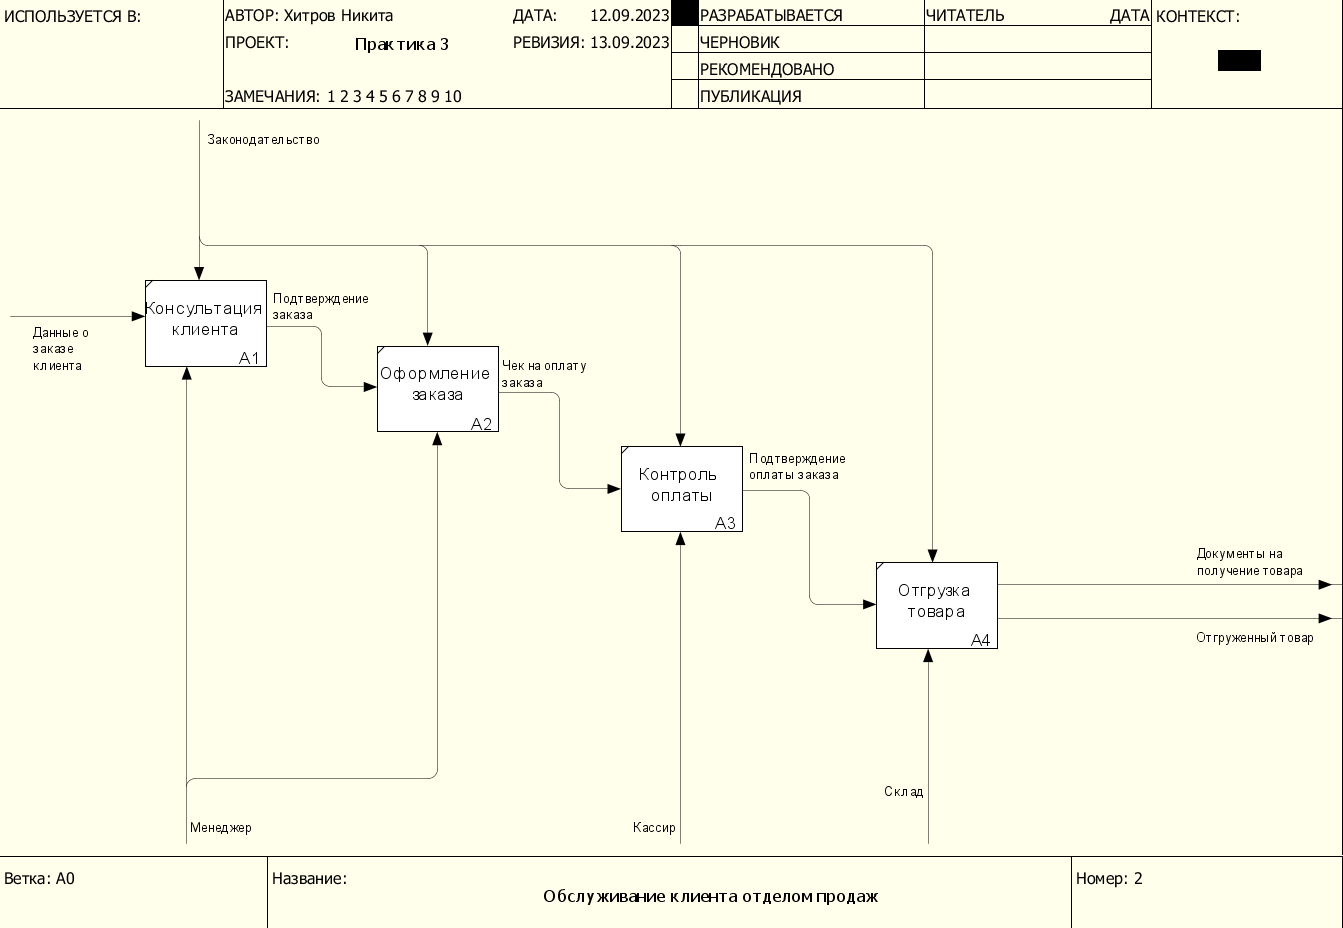 ИСПОЛЬЗУЕТСЯ В:
АВТОР: Хитров Никита
ДАТА: 12.09.2023
РАЗРАБАТЫВАЕТСЯ
ЧИТАТЕЛЬ
ДАТА
КОНТЕКСТ:
ПРОЕКТ: Практика 3
РЕВИЗИЯ: 13.09.2023
ЧЕРНОВИК
РЕКОМЕНДОВАНО
ЗАМЕЧАНИЯ: 1 2 3 4 5 6 7 8 9 10
ПУБЛИКАЦИЯ
Законодательство
Данные о
заказе
клиента
Консультация
клиента
A1
Подтверждение
заказа
Оформление
заказа
A2
Чек на оплату
заказа
Контроль
оплаты
A3
Подтверждение
оплаты заказа
Отгрузка
товара
A4
Документы на
получение товара
Отгруженный товар
Склад
Менеджер
Кассир
Ветка: A0
Название:
Обслуживание клиента отделом продаж
Номер: 2